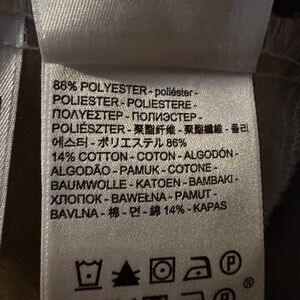 86% POLYESTER - poliéster -
POLIESTER - POLIESTERE -
ΠΟΛΥΕΖΤΕΡ - ПОЛИЭСТЕР -
POLIÉSZTER - 聚酯纤维 - 聚酯纖維 - 폴리
에스터 - ポリエステル 86%
14% COTTON - COTON - ALGODÓN -
ALGODÃO - PAMUK - COTONE -
BAUMWOLLE - KATOEN - BAMBAKI -
ХЛОПОК - BAWEŁNA - PAMUT -
BAVLNA - 棉 - 면 - 綿 14% - KAPAS
P